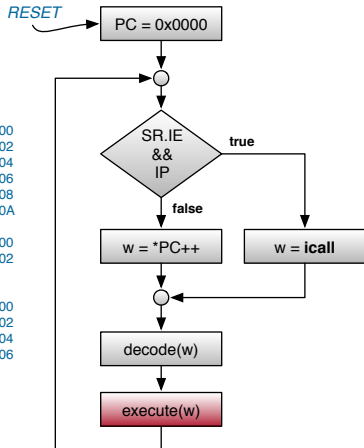 RESET
PC = 0x0000
SR.IE
&&
IP
true
false
w = *PC++
w = icall
decode(w)
execute(w)
00
02
04
06
08
0A
00
02
00
02
04
06